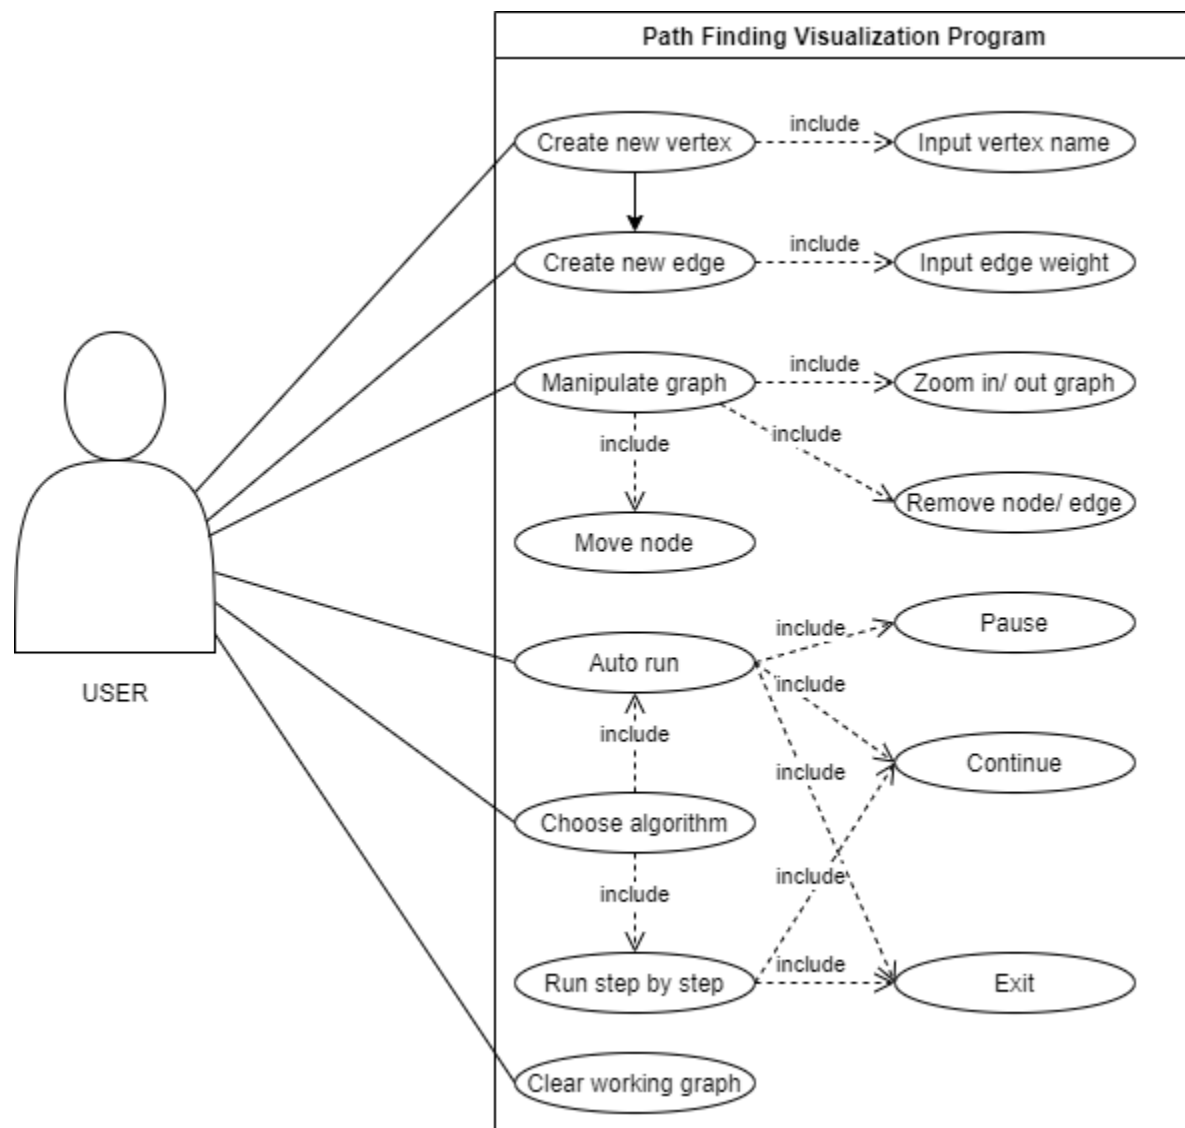 Path Finding Visualization Program
Create new vertex
include
Input vertex name
Create new edge
include
Input edge weight
Manipulate graph
include
Zoom in/ out graph
include
include
Remove node/ edge
Move node
USER
Auto run
include
Pause
include
include
Continue
include
Choose algorithm
include
include
Run step by step
include
Exit
Clear working graph